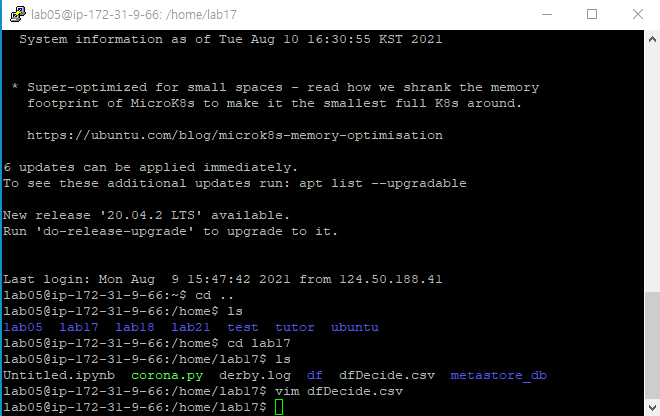 lab05@ip-172-31-9-66: /home/lab17
System information as of Tue Aug 10 16:30:55 KST 2021
* Super-optimized for small spaces - read how we shrank the memory
footprint of MicroK8s to make it the smallest full K8s around.
https://ubuntu.com/blog/microk8s-memory-optimisation
6 updates can be applied immediately.
To see these additional updates run: apt list --upgradable
New release '20.04.2 LTS' available.
Run 'do-release-upgrade' to upgrade to it.
Last login: Mon Aug  9 15:47:42 2021 from 124.50.188.41
lab05@ip-172-31-9-66:~$ cd ..
lab05@ip-172-31-9-66:/home$ ls
lab05  lab17  lab18  lab21  test  tutor  ubuntu
lab05@ip-172-31-9-66:/home$ cd lab17
lab05@ip-172-31-9-66:/home/lab17$ ls
Untitled.ipynb  corona.py  derby.log  df  dfDecide.csv  metastore_db
lab05@ip-172-31-9-66:/home/lab17$ vim dfDecide.csv
lab05@ip-172-31-9-66:/home/lab17$